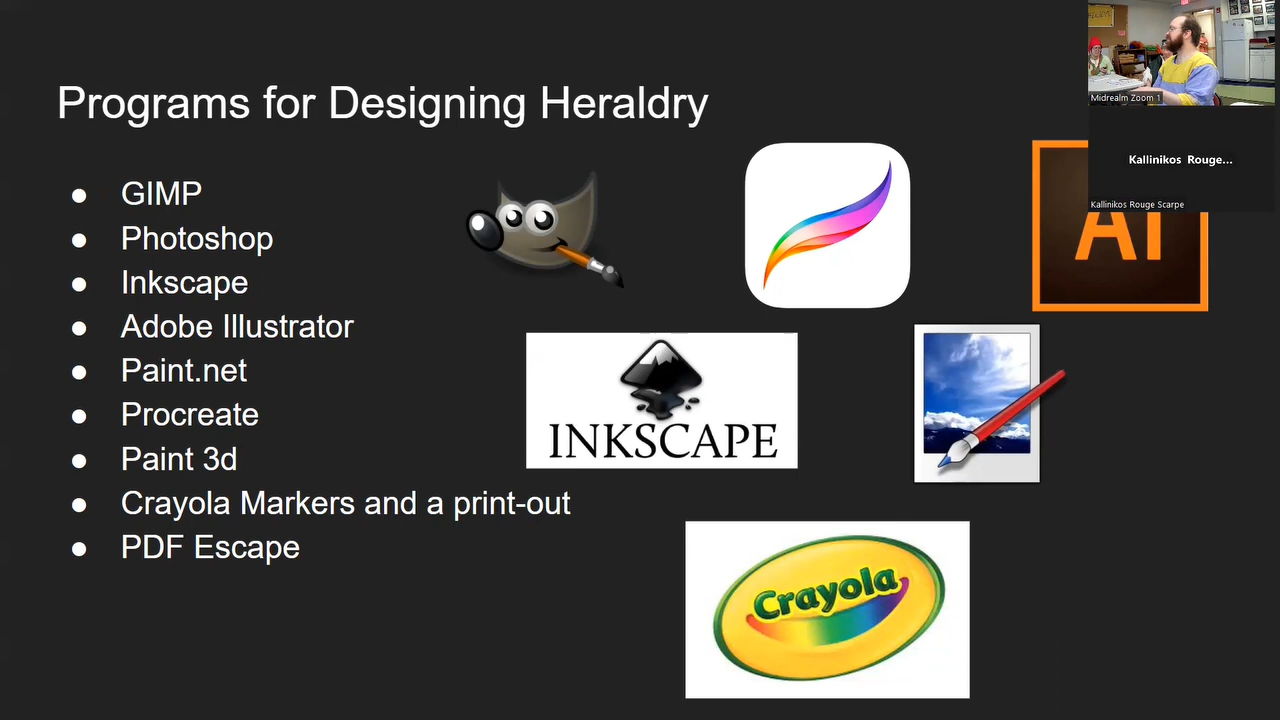 Programs for Designing Heraldry
● GIMP
● Photoshop
● Inkscape
● Adobe Illustrator
● Paint.net
● Procreate
● Paint 3d
● Crayola Markers and a print-out
● PDF Escape
INKSCAPE
Crayola
Ai
Midrealm Zoom 1
Kallinikos Rouge...
Kallinikos Rouge Scarpe